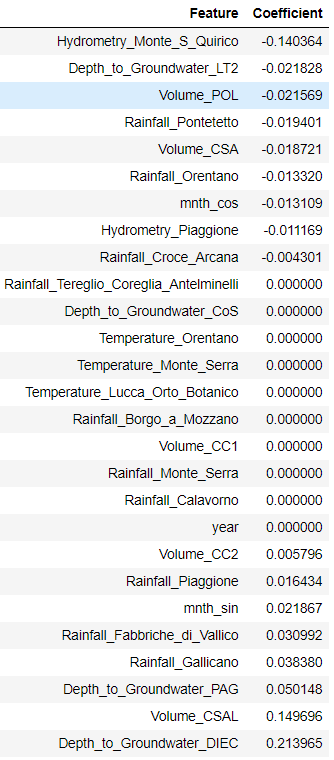 Feature Coefficient
Hydrometry_Monte_S_Quirico -0.140364
Depth_to_Groundwater_LT2 -0.021828
Volume_POL -0.021569
Rainfall_Pontetetto -0.019401
Volume_CSA -0.018721
Rainfall_Orentano -0.013320
mnth_cos -0.013109
Hydrometry_Piaggione -0.011169
Rainfall_Croce_Arcana -0.004301
Rainfall_Tereglio_Coreglia_Antelminelli 0.000000
Depth_to_Groundwater_CoS 0.000000
Temperature_Orentano 0.000000
Temperature_Monte_Serra 0.000000
Temperature_Lucca_Orto_Botanico 0.000000
Rainfall_Borgo_a_Mozzano 0.000000
Volume_CC1 0.000000
Rainfall_Monte_Serra 0.000000
Rainfall_Calavorno 0.000000
year 0.000000
Volume_CC2 0.005796
Rainfall_Piaggione 0.016434
mnth_sin 0.021867
Rainfall_Fabbriche_di_Vallico 0.030992
Rainfall_Gallicano 0.038380
Depth_to_Groundwater_PAG 0.050148
Volume_CSAL 0.149696
Depth_to_Groundwater_DIEC 0.213965